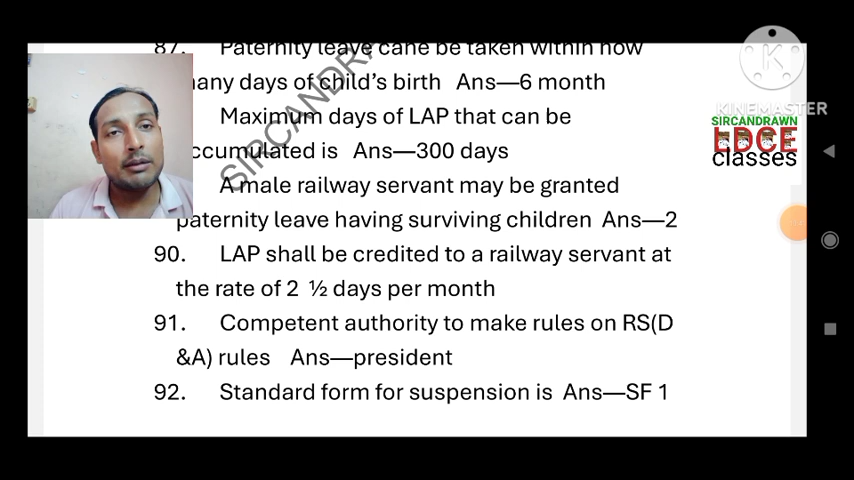 87. Paternity leave cane be taken within how
many days of child's birth Ans—6 month
Maximum days of LAP that can be
accumulated is Ans—300 days
A male railway servant may be granted
paternity leave having surviving children Ans—2
90. LAP shall be credited to a railway servant at
the rate of 2 ½ days per month
91. Competent authority to make rules on RS(D
&A) rules Ans—president
92. Standard form for suspension is Ans—SF 1
SIRCANDRA
K
KINEMASTER
SIRCANDRAWN
LDCE
classes